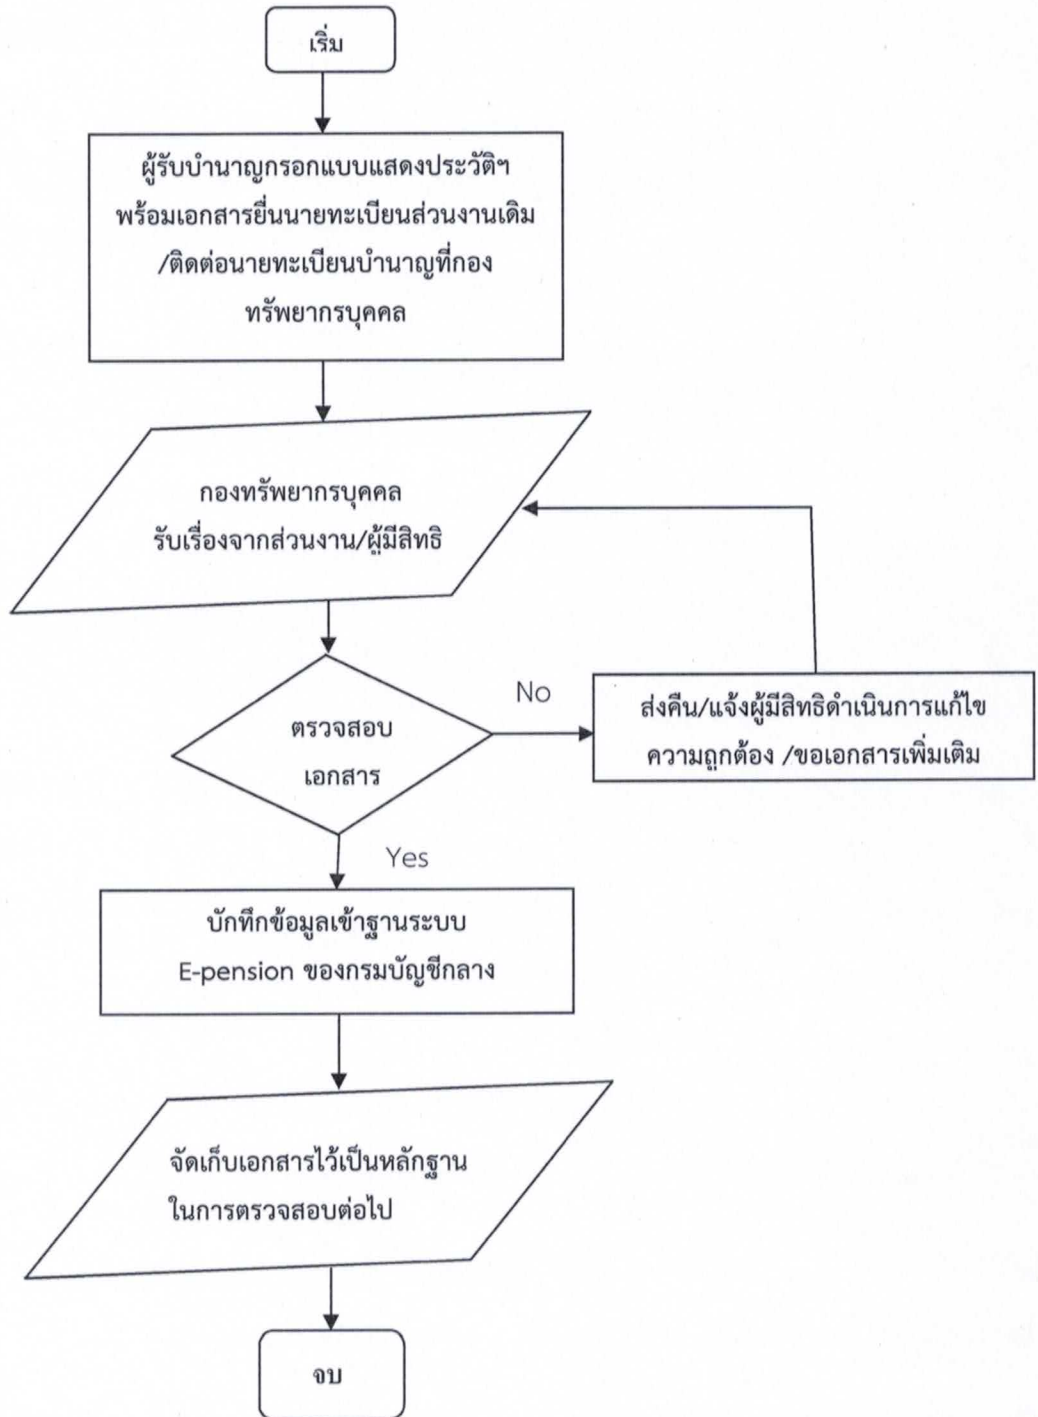 เริ่ม
ผู้รับบำนาญกรอกแบบแสดงประวัติฯ
พร้อมเอกสารยื่นนายทะเบียนส่วนงานเดิม
/ติดต่อนายทะเบียนบำนาญที่กอง
ทรัพยากรบุคคล
กองทรัพยากรบุคคล
รับเรื่องจากส่วนงาน/ผู้มีสิทธิ
ตรวจสอบ
เอกสาร
No
ส่งคืน/แจ้งผู้มีสิทธิดำเนินการแก้ไข
ความถูกต้อง /ขอเอกสารเพิ่มเติม
Yes
บักทึกข้อมูลเข้าฐานระบบ
E-pension ของกรมบัญชีกลาง
จัดเก็บเอกสารไว้เป็นหลักฐาน
ในการตรวจสอบต่อไป
จบ